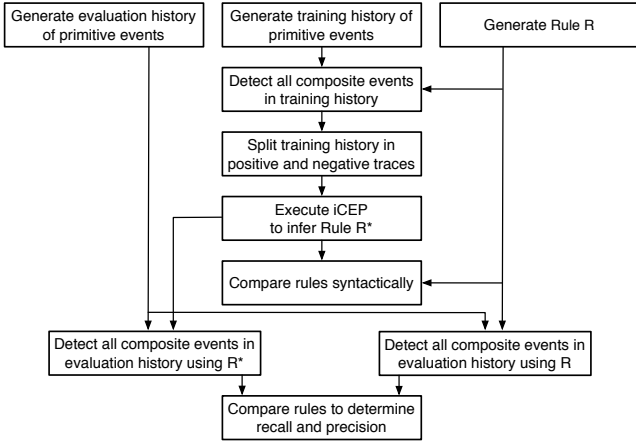 Generate evaluation history
of primitive events
Generate training history of
primitive events
Generate Rule R
Detect all composite events
in training history
Split training history in
positive and negative traces
Execute iCEP
to infer Rule R*
Compare rules syntactically
Detect all composite events in
evaluation history using R*
Detect all composite events in
evaluation history using R
Compare rules to determine
recall and precision